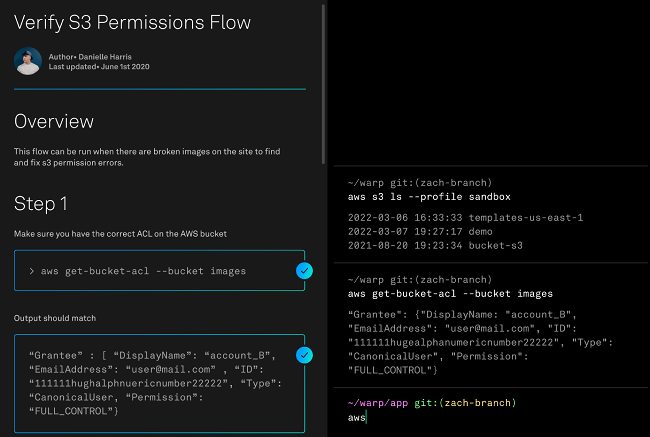 Verify S3 Permissions Flow
Author• Danielle Harris
Last updated• June 1st 2020
Overview
This flow can be run when there are broken images on the site to find
and fix s3 permission errors.
Step 1
Make sure you have the correct ACL on the AWS bucket
> aws get-bucket-acl --bucket images
Output should match
“Grantee” : [ “DisplayName”: “account_B”,
“EmailAddress”: “user@mail.com” , “ID”:
“111111hughalphnuericnumber22222”, “Type”:
“CanonicalUser, “Permission”:
“FULL_CONTROL”}
~/warp git:(zach-branch)
aws s3 ls --profile sandbox
2022-03-06 16:33:33 templates-us-east-1
2022-03-07 19:27:17 demo
2021-08-20 19:23:34 bucket-s3
~/warp git:(zach-branch)
aws get-bucket-acl --bucket images
“Grantee": {"DisplayName: "account_B",
"EmailAddress": "user@mail.com", "ID":
"111111hugealphanumericnumber22222", "Type":
"CanonicalUser", "Permission":
"FULL_CONTROL"}
~/warp/app git:(zach-branch)
aws